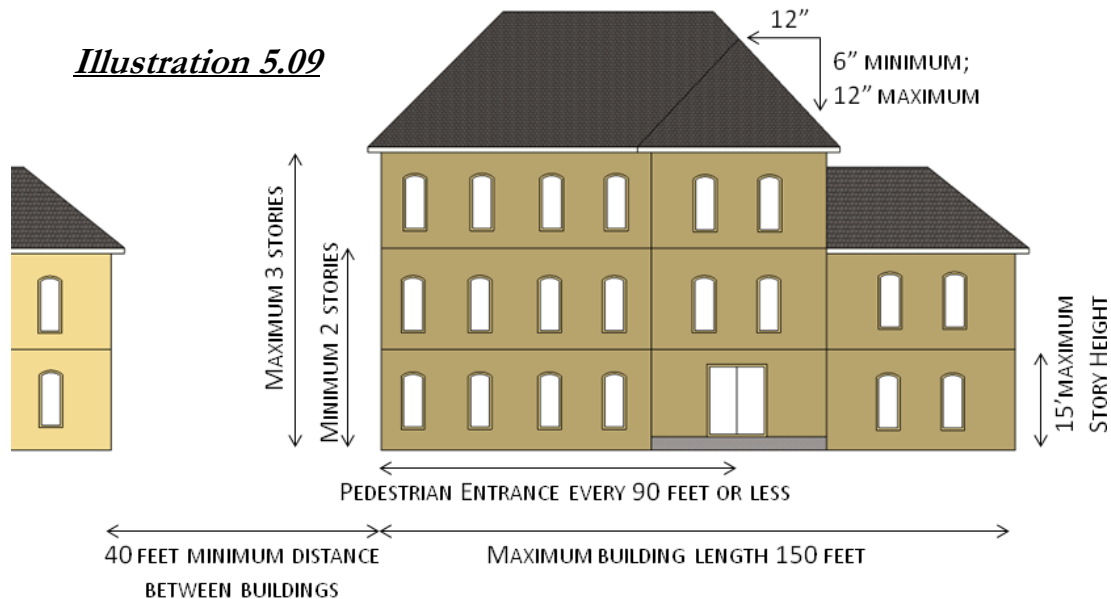 Illustration 5.09
12”
6” MINIMUM;
12” MAXIMUM
MAXIMUM 3 STORIES
MINIMUM 2 STORIES
15’MAXIMUM
STORY HEIGHT
PEDESTRIAN ENTRANCE EVERY 90 FEET OR LESS
40 FEET MINIMUM DISTANCE
BETWEEN BUILDINGS
MAXIMUM BUILDING LENGTH 150 FEET